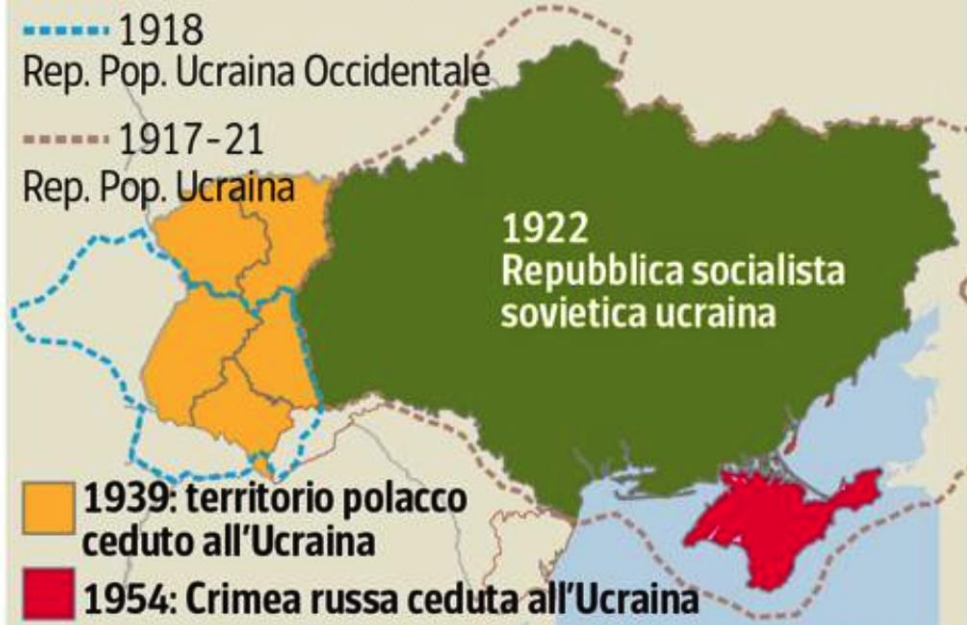 1918
Rep. Pop. Ucraina Occidentale
1917-21
Rep. Pop. Ucraina
1922
Repubblica socialista
sovietica ucraina
1939: territorio polacco
ceduto all'Ucraina
1954: Crimea russa ceduta all'Ucraina